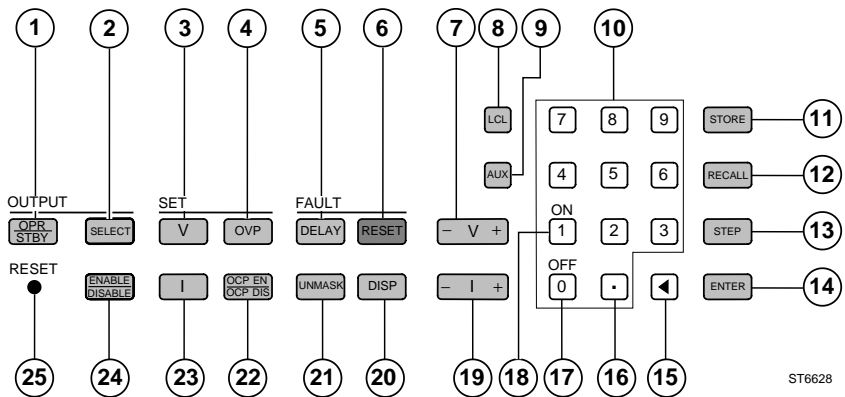 1 2 3 4 5 6 7 8 9 10
LCL 7 8 9 STORE 11
AUX 4 5 6 RECALL 12
OUTPUT SET FAULT ON
OPR
STBY SELECT V OVP DELAY RESET − V + 1 2 3 STEP 13
RESET OFF
ENABLE
DISABLE I OCP EN
OCP DIS UNMASK DISP − I + 0 . ENTER 14
25 24 23 22 21 20 19 18 17 16 15
ST6628